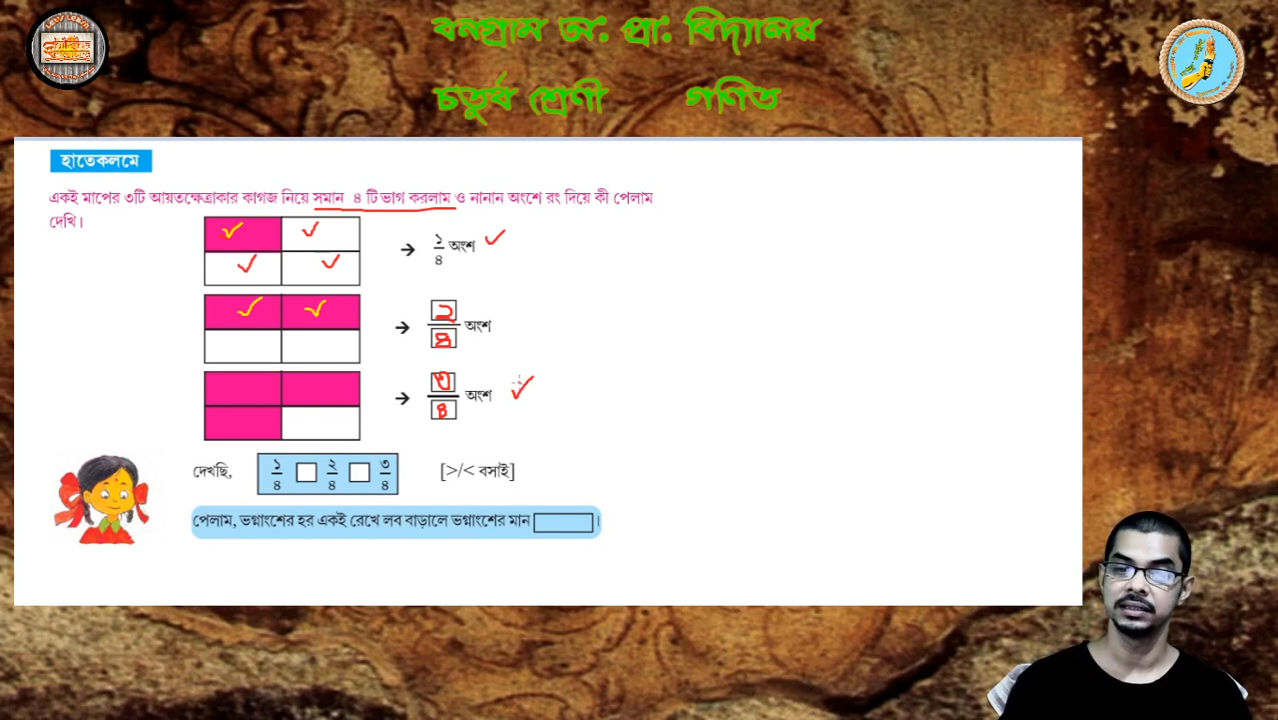 বনগ্রাম অ: প্রা: বিদ্যালয়
চতুর্থ শ্রেণী গণিত
হাতেকলমে
একই মাপের ৩টি আয়তক্ষেত্রাকার কাগজ নিয়ে সমান ৪ টি ভাগ করলাম ও নানান অংশে রং দিয়ে কী পেলাম
দেখি।
১/৪ অংশ
২/৪ অংশ
৩/৪ অংশ
দেখছি, ১/৪ □ ২/৪ □ ৩/৪ [>/< বসাই]
পেলাম, ভগ্নাংশের হর একই রেখে লব বাড়ালে ভগ্নাংশের মান □ ।